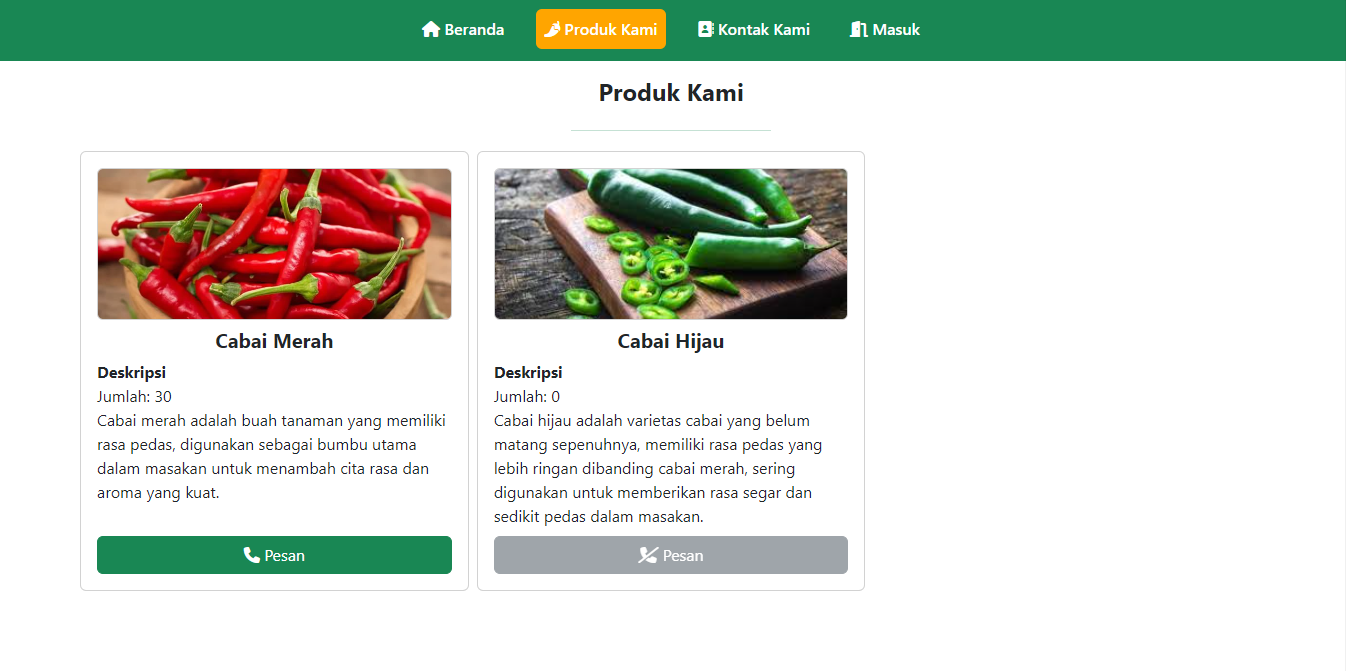 Beranda
Produk Kami
Kontak Kami
Masuk
Produk Kami
Cabai Merah
Deskripsi
Jumlah: 30
Cabai merah adalah buah tanaman yang memiliki
rasa pedas, digunakan sebagai bumbu utama
dalam masakan untuk menambah cita rasa dan
aroma yang kuat.
Pesan
Cabai Hijau
Deskripsi
Jumlah: 0
Cabai hijau adalah varietas cabai yang belum
matang sepenuhnya, memiliki rasa pedas yang
lebih ringan dibanding cabai merah, sering
digunakan untuk memberikan rasa segar dan
sedikit pedas dalam masakan.
Pesan